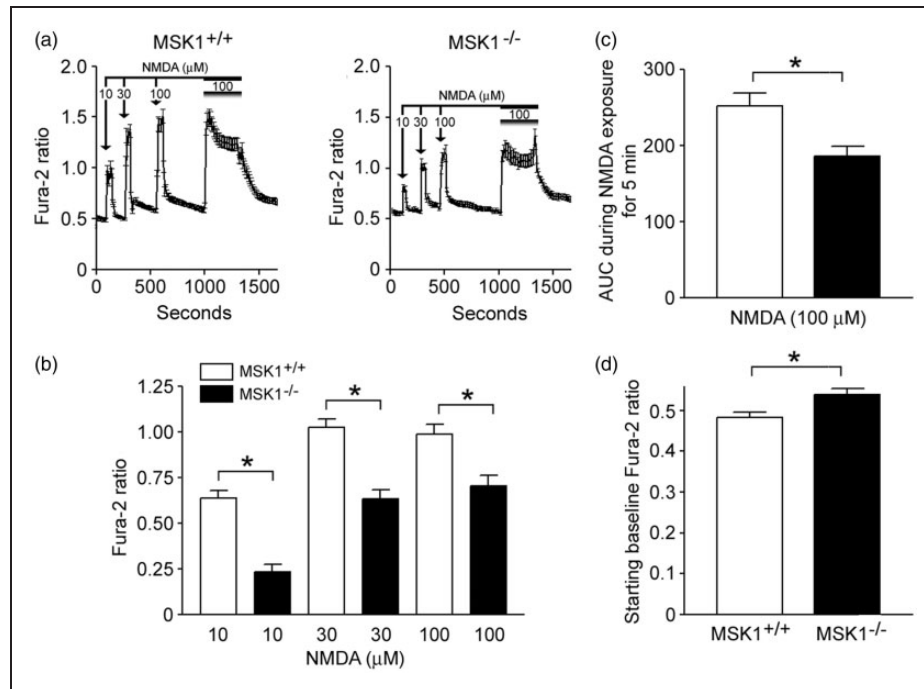 (a)
MSK1+/+
NMDA (μM)
10
30
100
100
2.0
1.5
1.0
0.5
0
Fura-2 ratio
0 500 1000 1500
Seconds
MSK1-/-
NMDA (μM)
10
30
100
100
2.0
1.5
1.0
0.5
0
Fura-2 ratio
0 500 1000 1500
Seconds
(b)
MSK1+/+
MSK1-/-
1.25
1.00
0.75
0.50
0.25
0
Fura-2 ratio
*
*
*
10 10 30 30 100 100
NMDA (μM)
(c)
*
300
200
100
0
AUC during NMDA exposure
for 5 min
NMDA (100 μM)
(d)
*
0.5
0.4
0.3
0.2
0.1
0
Starting baseline Fura-2 ratio
MSK1+/+ MSK1-/-